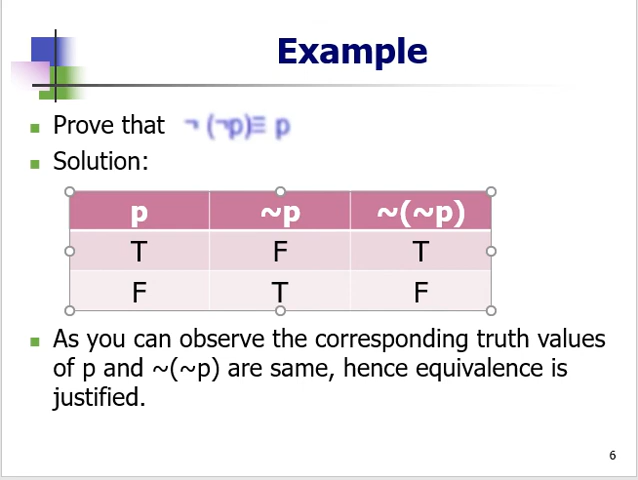 Example
Prove that ¬ (¬p)≡ p
Solution:
p ~p ~(~p)
T F T
F T F
As you can observe the corresponding truth values
of p and ~(~p) are same, hence equivalence is
justified.
6